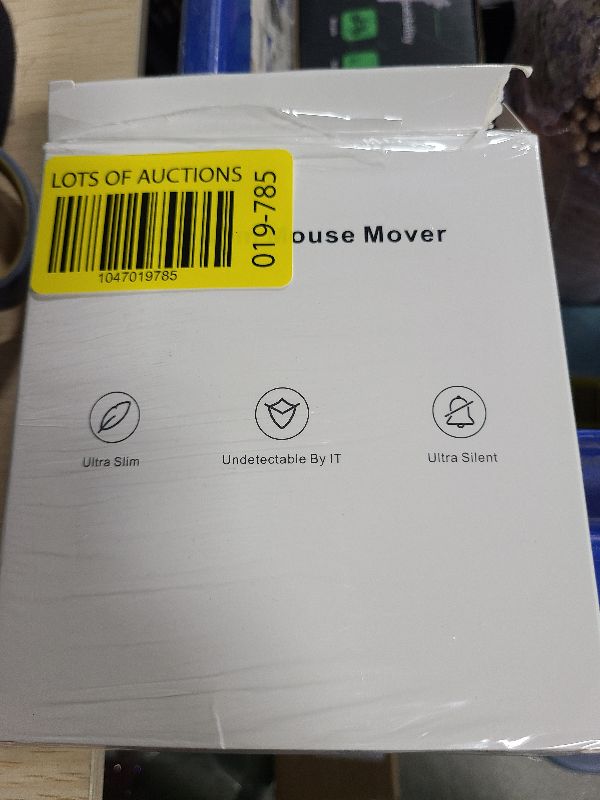 LOTS OF AUCTIONS
1047019785
019-785
ouse Mover
Ultra Slim
Undetectable By IT
Ultra Silent